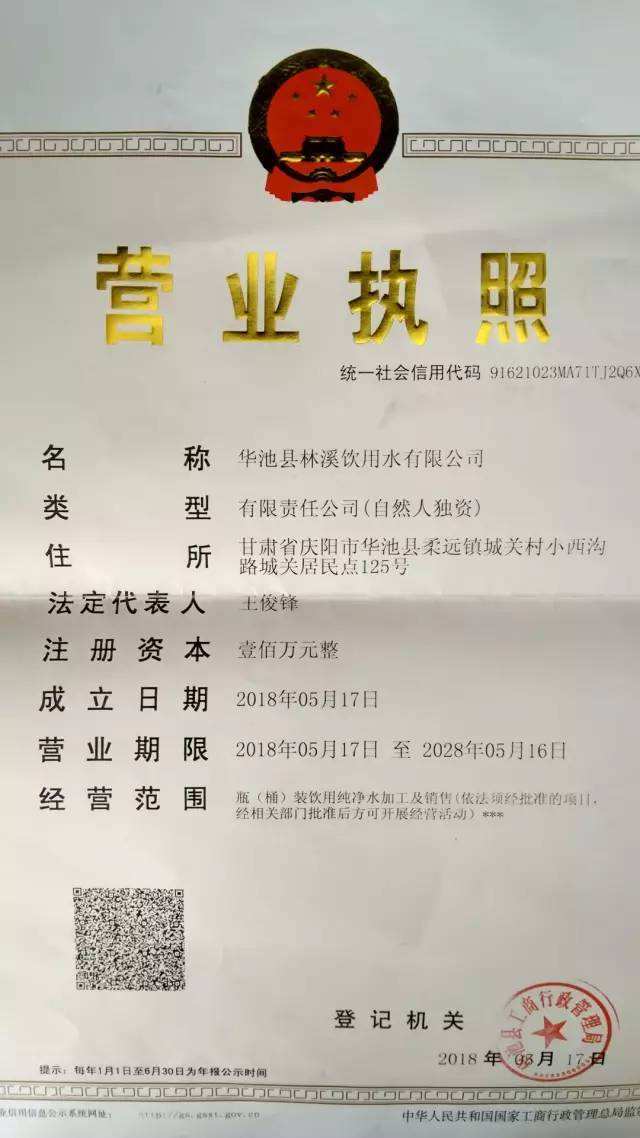 营业执照
统一社会信用代码 91621023MA71TJ2Q6X
名称 华池县林溪饮用水有限公司
类型 有限责任公司(自然人独资)
住所 甘肃省庆阳市华池县柔远镇城关村小西沟
路城关居民点125号
法定代表人 王俊锋
注册资本 壹佰万元整
成立日期 2018年05月17日
营业期限 2018年05月17日 至 2028年05月16日
经营范围 瓶（桶）装饮用纯净水加工及销售(依法须经批准的项目,
经相关部门批准后方可开展经营活动）***
华池县工商行政管理局
登记机关
2018 年 05月 17日
提示：每年1月1日至6月30日为年报公示时间
业信用信息公示系统网址： http://gs.gsxt.gov.cn
中华人民共和国国家工商行政管理总局监